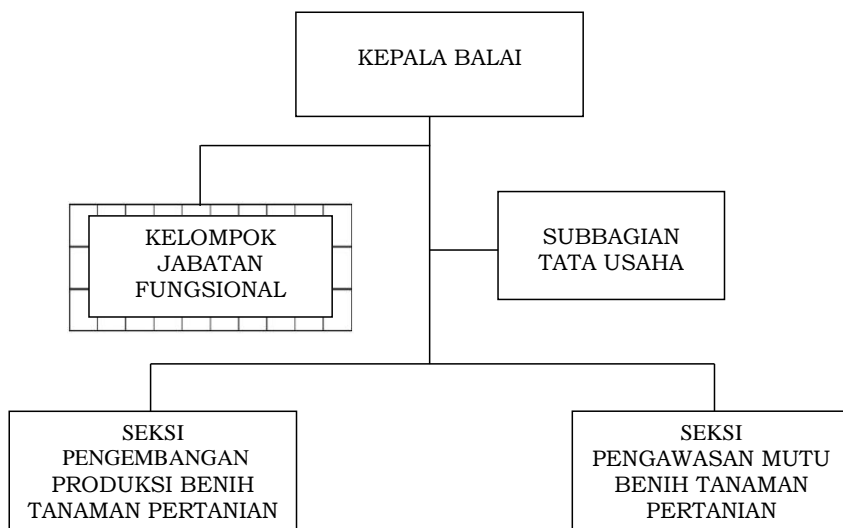 KEPALA BALAI
KELOMPOK
JABATAN
FUNGSIONAL
SUBBAGIAN
TATA USAHA
SEKSI
PENGEMBANGAN
PRODUKSI BENIH
TANAMAN PERTANIAN
SEKSI
PENGAWASAN MUTU
BENIH TANAMAN
PERTANIAN